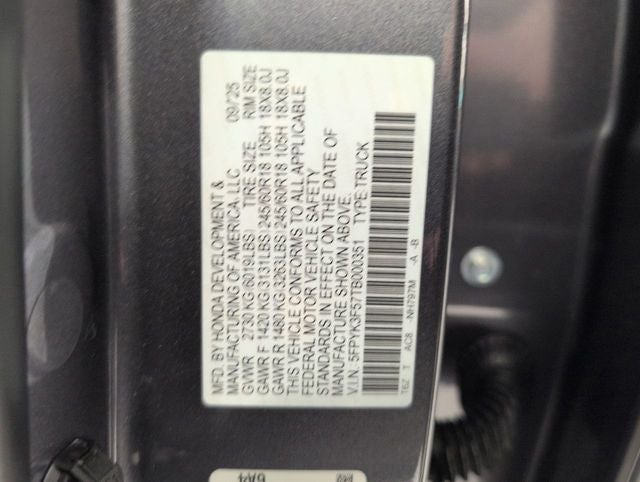 MFD. BY HONDA DEVELOPMENT &
MANUFACTURING OF AMERICA, LLC 09/25
GVWR 2730 KG(6019LBS) TIRE SIZE RIM SIZE
GAWR F 1420 KG(3131LBS) 245/60R18 105H 18X8.0J
GAWR R 1480 KG(3263LBS) 245/60R18 105H 18X8.0J
THIS VEHICLE CONFORMS TO ALL APPLICABLE
FEDERAL MOTOR VEHICLE SAFETY
STANDARDS IN EFFECT ON THE DATE OF
MANUFACTURE SHOWN ABOVE.
V.I.N. 5FPYK3F57TB000351 TYPE:TRUCK
T6Z T AC8 -NH797M -A -B